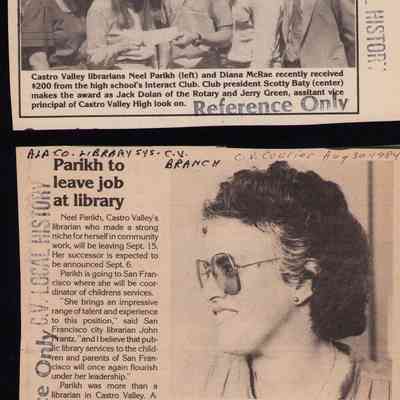 Castro Valley librarians Neel Parikh (left) and Diana McRae recently received
$200 from the high school's Interact Club. Club president Scotty Baty (center)
makes the award as Jack Dolan of the Rotary and Jerry Green, assitant vice
principal of Castro Valley High look on.
Reference Only
L HISTORY
ALA CO. LIBRARY SYS. - C.V. BRANCH
C.V. Courier Aug 30 1984
Parikh to
leave job
at library
Neel Parikh, Castro Valley's
librarian who made a strong
niche for herself in community
work, will be leaving Sept. 15.
Her successor is expected to
be announced Sept. 6.
Parikh is going to San Fran-
cisco where she will be coor-
dinator of childrens services.
"She brings an impressive
range of talent and experience
to this position," said San
Francisco city librarian John
Frantz, "and I believe that pub-
lic library services to the child-
ren and parents of San Fran-
cisco will once again flourish
under her leadership."
Parikh was more than a
librarian in Castro Valley. A
C.V. LOCAL HISTORY
ce Only